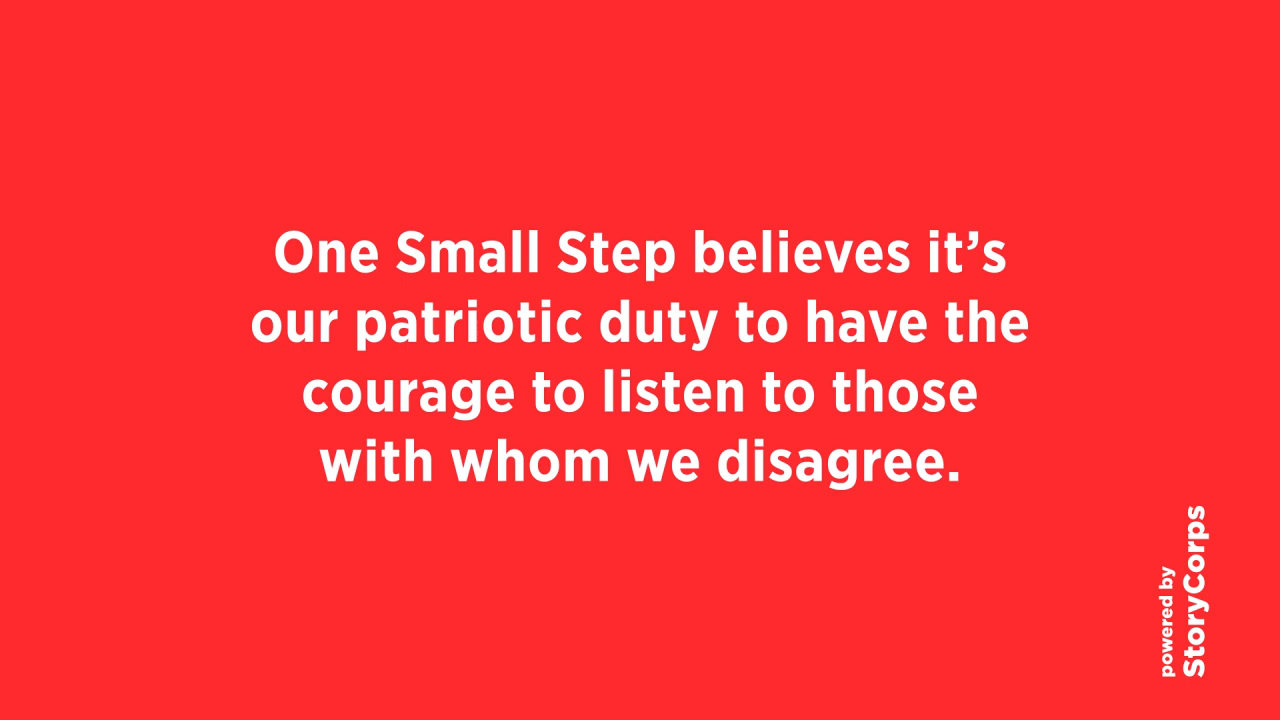 One Small Step believes it’s
our patriotic duty to have the
courage to listen to those
with whom we disagree.
powered by
StoryCorps